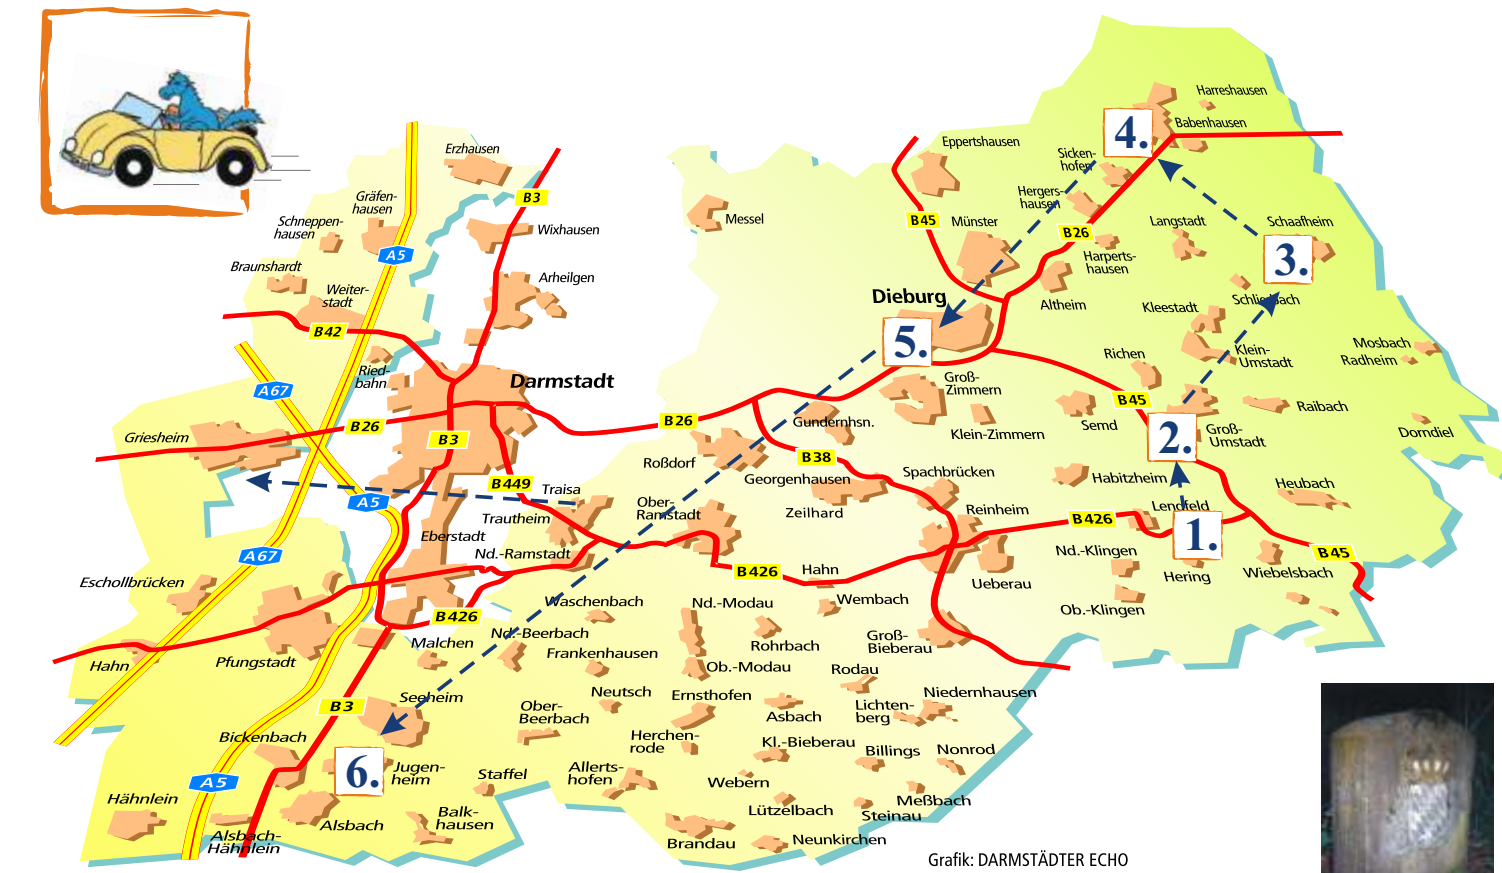 Harreshausen
Babenhausen
4.
Eppertshausen
Sicken-
hofen
Erzhausen
Hergers-
hausen
B3
Gräfen-
hausen
Messel
B45
Münster
B26
Langstadt
Schaafheim
Schneppen-
hausen
Wixhausen
A5
Harperts-
hausen
3.
Braunshardt
Arheilgen
Weiter-
stadt
Dieburg
Altheim
Kleestadt
Schlierbach
B42
5.
Klein-
Umstadt
Mosbach
Radheim
Richen
Ried-
bahn
Darmstadt
Groß-
Zimmern
A67
B45
Raibach
B26
B26
Gundernhsn.
Klein-Zimmern
Semd
2.
Groß-
Umstadt
Dorndiel
Griesheim
B3
Roßdorf
B38
Georgenhausen
Spachbrücken
Habitzheim
Heubach
B449
Traisa
A5
Ober-
Ramstadt
Zeilhard
Reinheim
Lengfeld
B426
1.
Trautheim
Eberstadt
Nd.-Ramstadt
A67
Nd.-Klingen
B45
Eschollbrücken
B426
Hahn
Ueberau
Hering
Wiebelsbach
Waschenbach
Nd.-Modau
Wembach
Ob.-Klingen
B426
Malchen
Nd.-Beerbach
Rohrbach
Groß-
Bieberau
Hahn
Pfungstadt
Frankenhausen
Ob.-Modau
Rodau
Seeheim
B3
Neutsch
Ernsthofen
Niedernhausen
Ober-
Beerbach
Asbach
Lichten-
berg
Bickenbach
Herchen-
rode
Kl.-Bieberau
Billings
Nonrod
6.
Jugen-
heim
Staffel
Allerts-
hofen
Webern
A5
Hähnlein
Alsbach
Balk-
hausen
Lützelbach
Meßbach
Steinau
Alsbach-
Hähnlein
Brandau
Neunkirchen
Grafik: DARMSTÄDTER ECHO